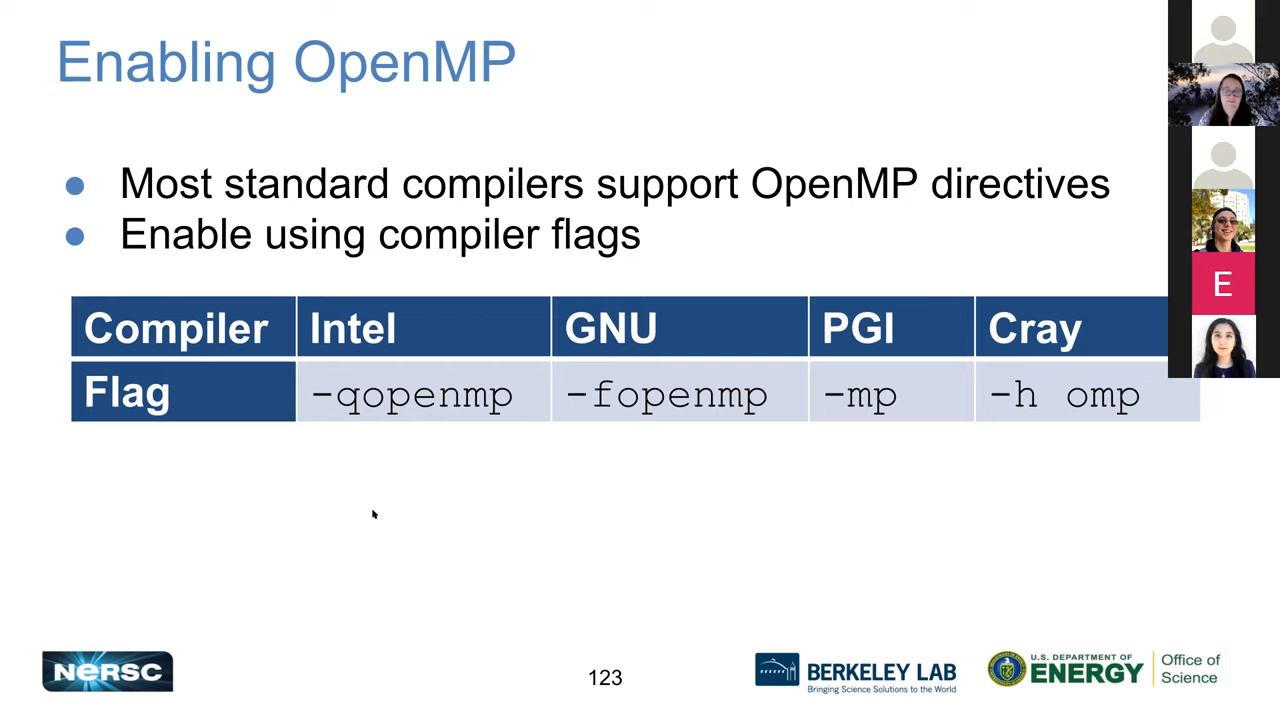 Enabling OpenMP
● Most standard compilers support OpenMP directives
● Enable using compiler flags
Compiler Intel GNU PGI Cray
Flag -qopenmp -fopenmp -mp -h omp
E
NERSC
123
BERKELEY LAB
Bringing Science Solutions to the World
U.S. DEPARTMENT OF
ENERGY
Office of
Science